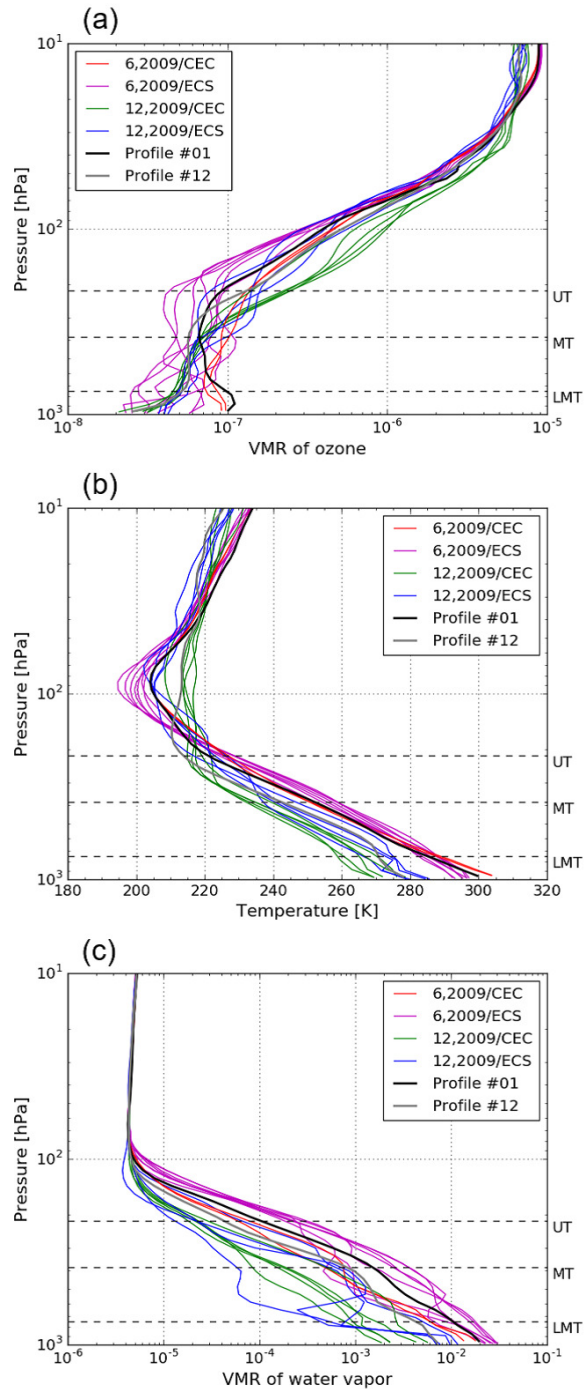 (a)
10¹
6,2009/CEC
6,2009/ECS
12,2009/CEC
12,2009/ECS
Profile #01
Profile #12
Pressure [hPa]
10²
UT
MT
LMT
10³
10⁻⁸ 10⁻⁷ 10⁻⁶ 10⁻⁵
VMR of ozone
(b)
10¹
6,2009/CEC
6,2009/ECS
12,2009/CEC
12,2009/ECS
Profile #01
Profile #12
Pressure [hPa]
10²
UT
MT
LMT
10³
180 200 220 240 260 280 300 320
Temperature [K]
(c)
10¹
6,2009/CEC
6,2009/ECS
12,2009/CEC
12,2009/ECS
Profile #01
Profile #12
Pressure [hPa]
10²
UT
MT
LMT
10³
10⁻⁶ 10⁻⁵ 10⁻⁴ 10⁻³ 10⁻² 10⁻¹
VMR of water vapor